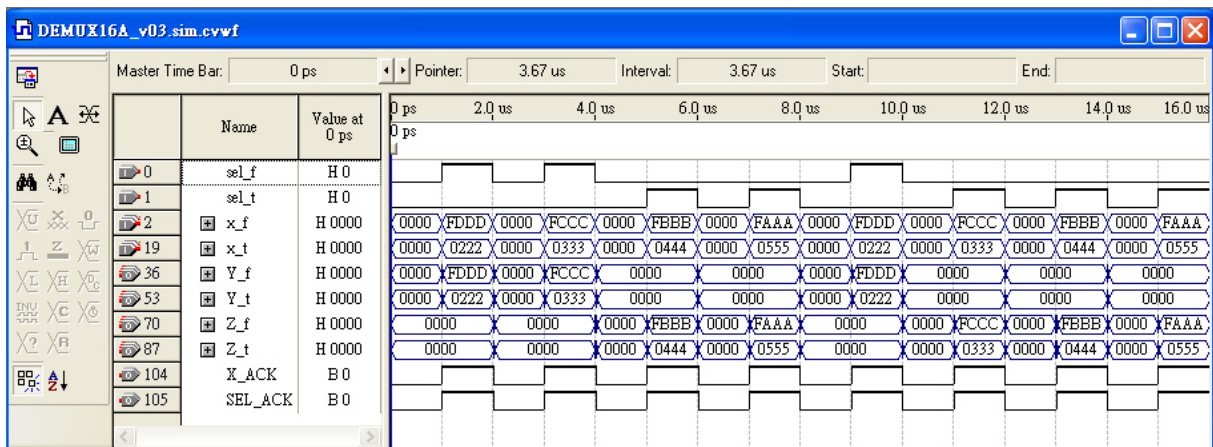 DEMUX16A_v03.sim.cvwf
Master Time Bar: 0 ps Pointer: 3.67 us Interval: 3.67 us Start: End:
Name Value at 0 ps 0 ps 2.0 us 4.0 us 6.0 us 8.0 us 10.0 us 12.0 us 14.0 us 16.0 us
0 ps
0 sel_f H 0
1 sel_t H 0
2 x_f H 0000 0000 FDDD 0000 FCCC 0000 FBBB 0000 FAAA 0000 FDDD 0000 FCCC 0000 FBBB 0000 FAAA
19 x_t H 0000 0000 0222 0000 0333 0000 0444 0000 0555 0000 0222 0000 0333 0000 0444 0000 0555
36 Y_f H 0000 0000 FDDD 0000 FCCC 0000 0000 0000 FDDD 0000 0000 0000
53 Y_t H 0000 0000 0222 0000 0333 0000 0000 0000 0222 0000 0000 0000
70 Z_f H 0000 0000 0000 0000 FBBB 0000 FAAA 0000 0000 FCCC 0000 FBBB 0000 FAAA
87 Z_t H 0000 0000 0000 0000 0444 0000 0555 0000 0000 0333 0000 0444 0000 0555
104 X_ACK B 0
105 SEL_ACK B 0